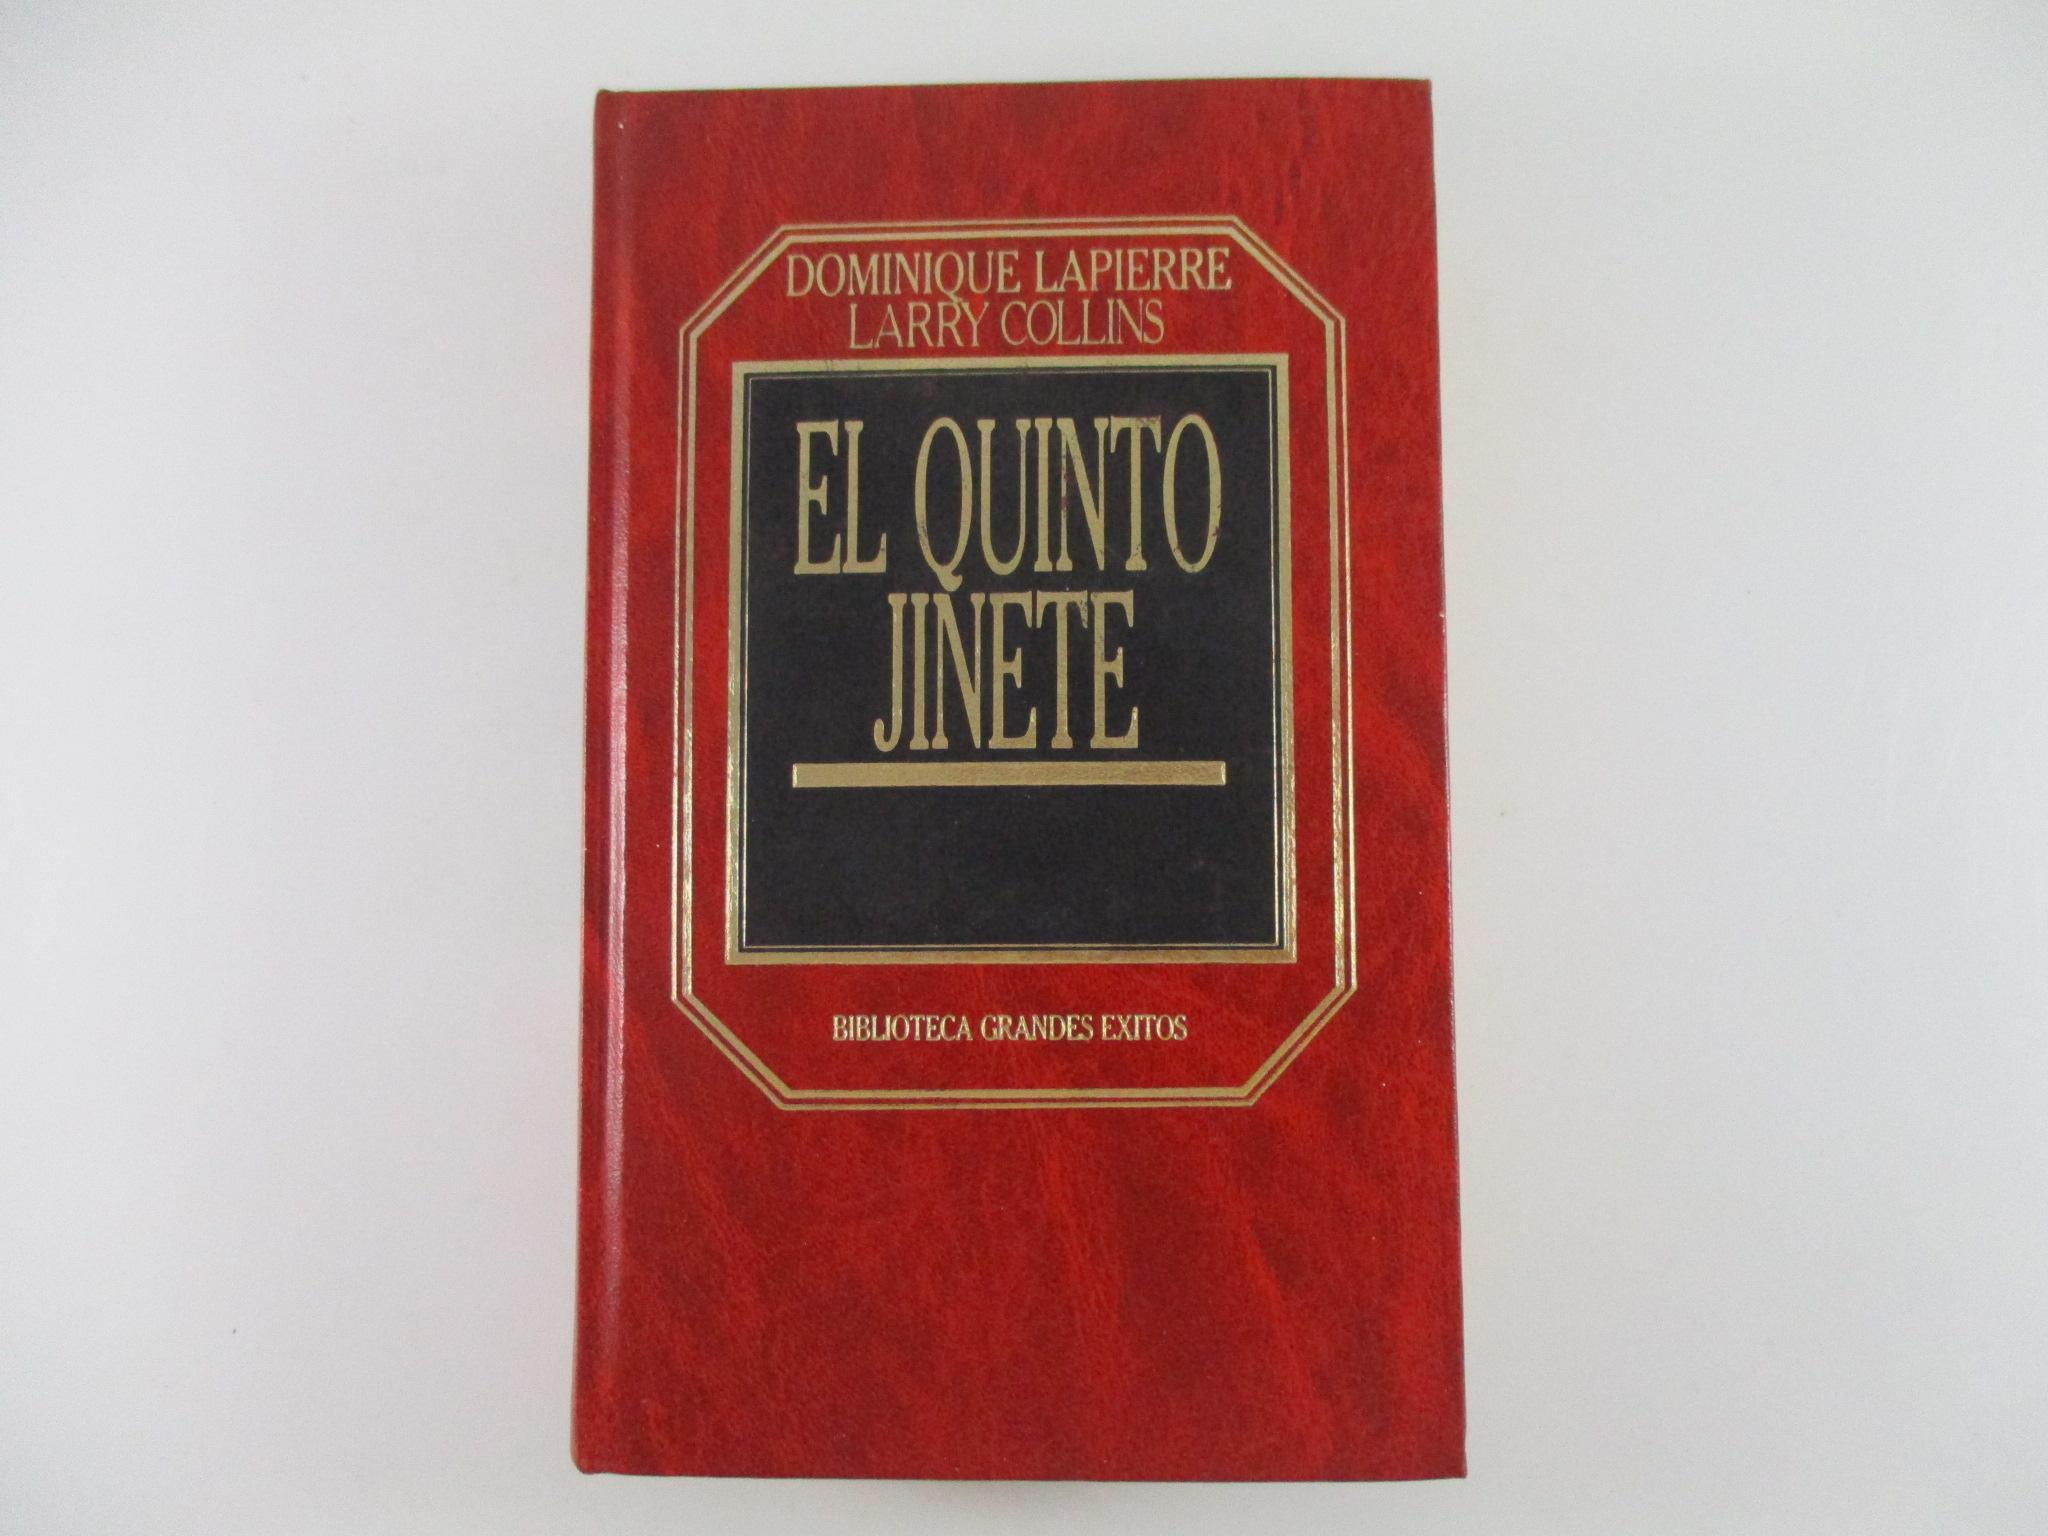 DOMINIQUE LAPIERRE
LARRY COLLINS
EL QUINTO
JINETE
BIBLIOTECA GRANDES EXITOS